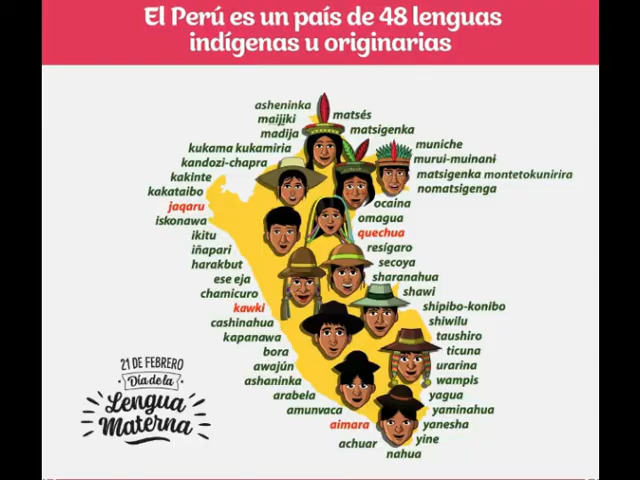 El Perú es un país de 48 lenguas
indígenas u originarias
asheninka
maijiki
madija
kukama kukamiria
kandozi-chapra
kakinte
kakataibo
jaqaru
iskonawa
ikitu
iñapari
harakbut
ese eja
chamicuro
kawki
cashinahua
kapanawa
bora
awajún
ashaninka
arabela
amunvaca
aimara
achuar
nahua
matsés
matsigenka
muniche
murui-muinani
matsigenka montetokunirira
nomatsigenga
ocaina
omagua
quechua
resígaro
secoya
sharanahua
shawi
shipibo-konibo
shiwilu
taushiro
ticuna
urarina
wampis
yagua
yaminahua
yanesha
yine
21 DE FEBRERO
Día de la
Lengua
Materna